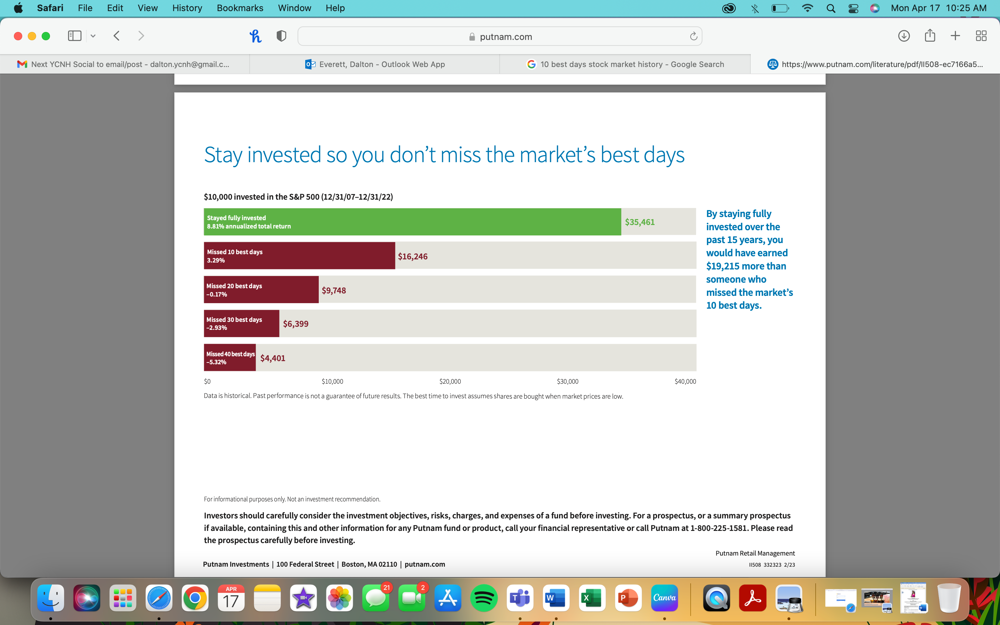 Safari File Edit View History Bookmarks Window Help Mon Apr 17 10:25 AM
putnam.com
Next YCNH Social to email/post - dalton.ycnh@gmail.c...
Everett, Dalton - Outlook Web App
10 best days stock market history - Google Search
https://www.putnam.com/literature/pdf/II508-ec7166a5...
Stay invested so you don’t miss the market’s best days
$10,000 invested in the S&P 500 (12/31/07–12/31/22)
Stayed fully invested
8.81% annualized total return
$35,461
Missed 10 best days
3.29%
$16,246
Missed 20 best days
–0.17%
$9,748
Missed 30 best days
–2.93%
$6,399
Missed 40 best days
–5.32%
$4,401
$0 $10,000 $20,000 $30,000 $40,000
By staying fully
invested over the
past 15 years, you
would have earned
$19,215 more than
someone who
missed the market’s
10 best days.
Data is historical. Past performance is not a guarantee of future results. The best time to invest assumes shares are bought when market prices are low.
For informational purposes only. Not an investment recommendation.
Investors should carefully consider the investment objectives, risks, charges, and expenses of a fund before investing. For a prospectus, or a summary prospectus
if available, containing this and other information for any Putnam fund or product, call your financial representative or call Putnam at 1-800-225-1581. Please read
the prospectus carefully before investing.
Putnam Retail Management
Putnam Investments | 100 Federal Street | Boston, MA 02110 | putnam.com
II508 332323 2/23
APR
17
21
2
T
W
X
P
Canva